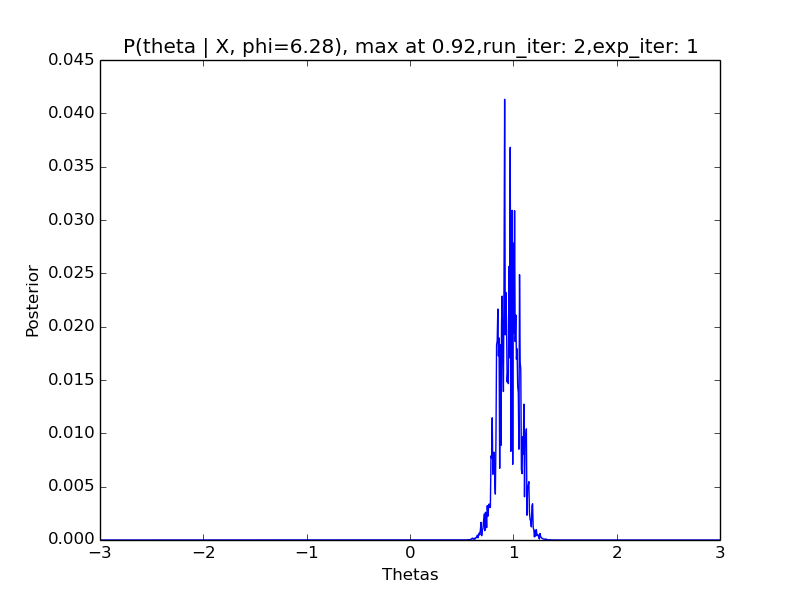 P(theta | X, phi=6.28), max at 0.92,run_iter: 2,exp_iter: 1
0.045
0.040
0.035
0.030
0.025
0.020
0.015
0.010
0.005
0.000
Posterior
−3 −2 −1 0 1 2 3
Thetas